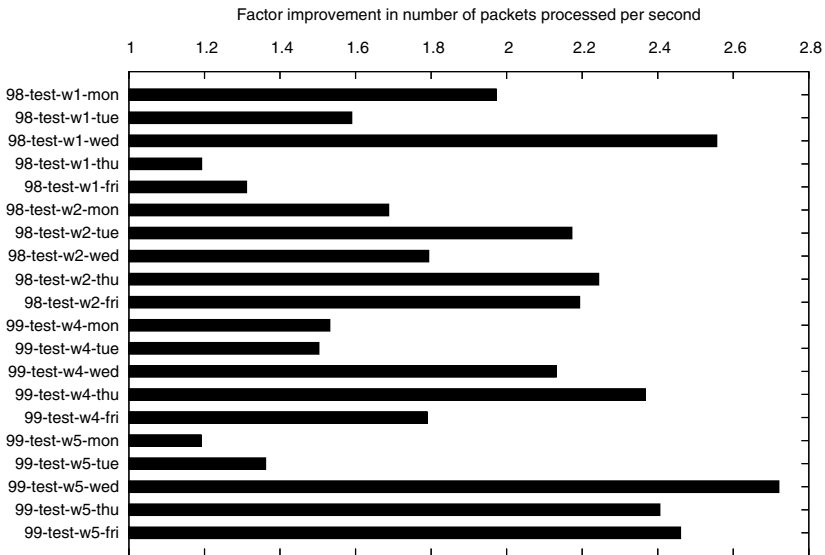 Factor improvement in number of packets processed per second
1 1.2 1.4 1.6 1.8 2 2.2 2.4 2.6 2.8
98-test-w1-mon
98-test-w1-tue
98-test-w1-wed
98-test-w1-thu
98-test-w1-fri
98-test-w2-mon
98-test-w2-tue
98-test-w2-wed
98-test-w2-thu
98-test-w2-fri
99-test-w4-mon
99-test-w4-tue
99-test-w4-wed
99-test-w4-thu
99-test-w4-fri
99-test-w5-mon
99-test-w5-tue
99-test-w5-wed
99-test-w5-thu
99-test-w5-fri